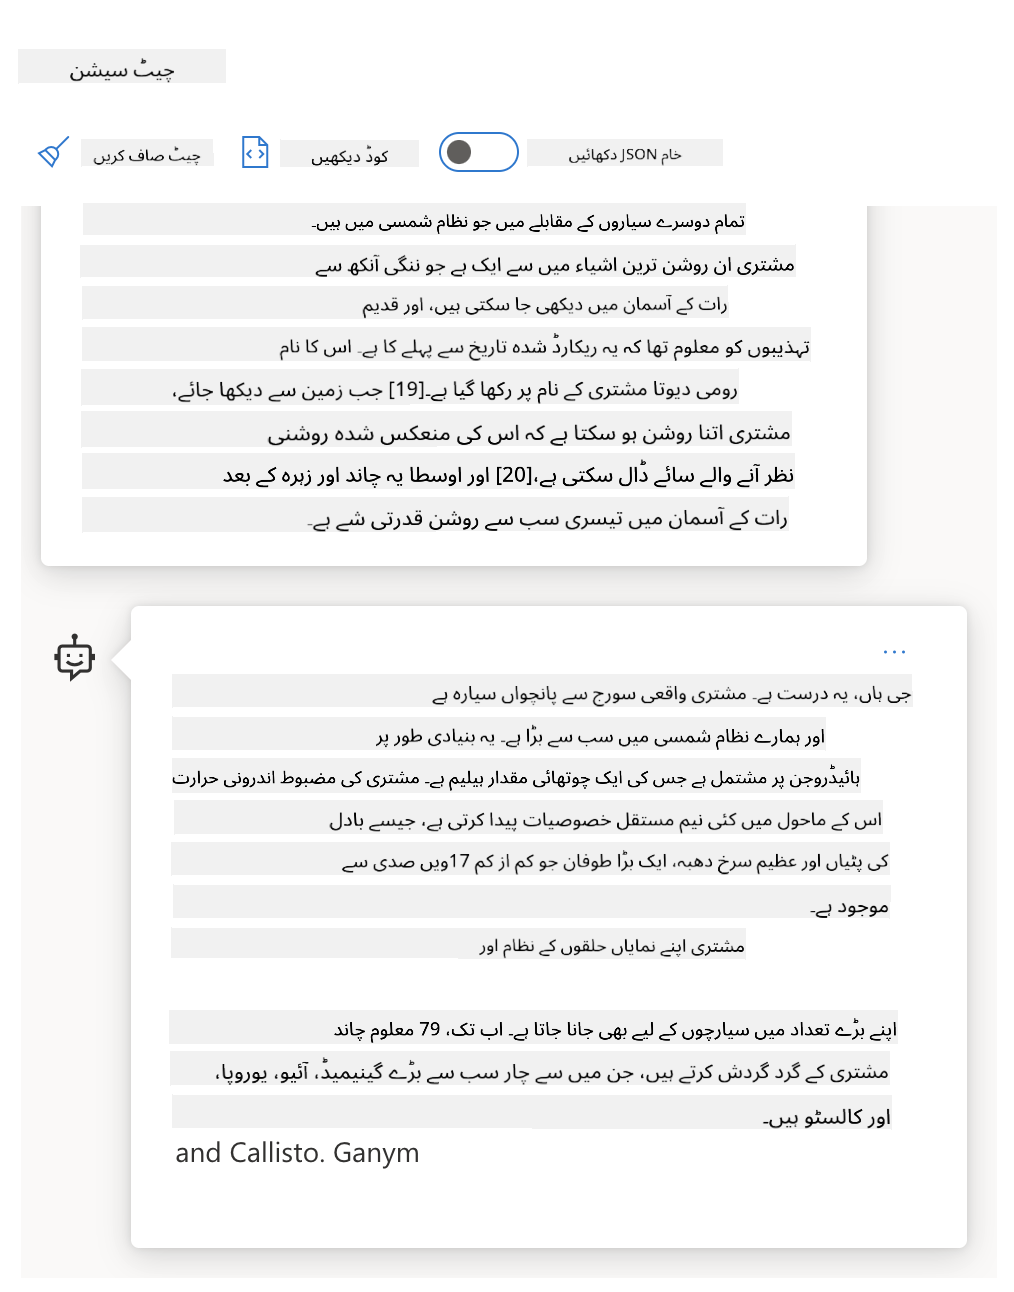 چیٹ سیشن
چیٹ صاف کریں
کوڈ دیکھیں
خام JSON دکھائیں
تمام دوسرے سیاروں کے مقابلے میں جو نظام شمسی میں ہیں۔
مشتری ان روشن ترین اشیاء میں سے ایک ہے جو ننگی آنکھ سے
رات کے آسمان میں دیکھی جا سکتی ہیں، اور قدیم
تہذیبوں کو معلوم تھا کہ یہ ریکارڈ شدہ تاریخ سے پہلے کا ہے۔ اس کا نام
رومی دیوتا مشتری کے نام پر رکھا گیا ہے۔[19] جب زمین سے دیکھا جائے،
مشتری اتنا روشن ہو سکتا ہے کہ اس کی منعکس شدہ روشنی
نظر آنے والے سائے ڈال سکتی ہے،[20] اور اوسطا یہ چاند اور زہرہ کے بعد
رات کے آسمان میں تیسری سب سے روشن قدرتی شے ہے۔
...
جی ہاں، یہ درست ہے۔ مشتری واقعی سورج سے پانچواں سیارہ ہے
اور ہمارے نظام شمسی میں سب سے بڑا ہے۔ یہ بنیادی طور پر
ہائیڈروجن پر مشتمل ہے جس کی ایک چوتھائی مقدار ہیلیم ہے۔ مشتری کی مضبوط اندرونی حرارت
اس کے ماحول میں کئی نیم مستقل خصوصیات پیدا کرتی ہے، جیسے بادل
کی پٹیاں اور عظیم سرخ دھبہ، ایک بڑا طوفان جو کم از کم 17ویں صدی سے
موجود ہے۔
مشتری اپنے نمایاں حلقوں کے نظام اور
اپنے بڑے تعداد میں سیارچوں کے لیے بھی جانا جاتا ہے۔ اب تک، 79 معلوم چاند
مشتری کے گرد گردش کرتے ہیں، جن میں سے چار سب سے بڑے گینیمیڈ، آئیو، یوروپا،
اور کالسٹو ہیں۔
and Callisto. Ganym